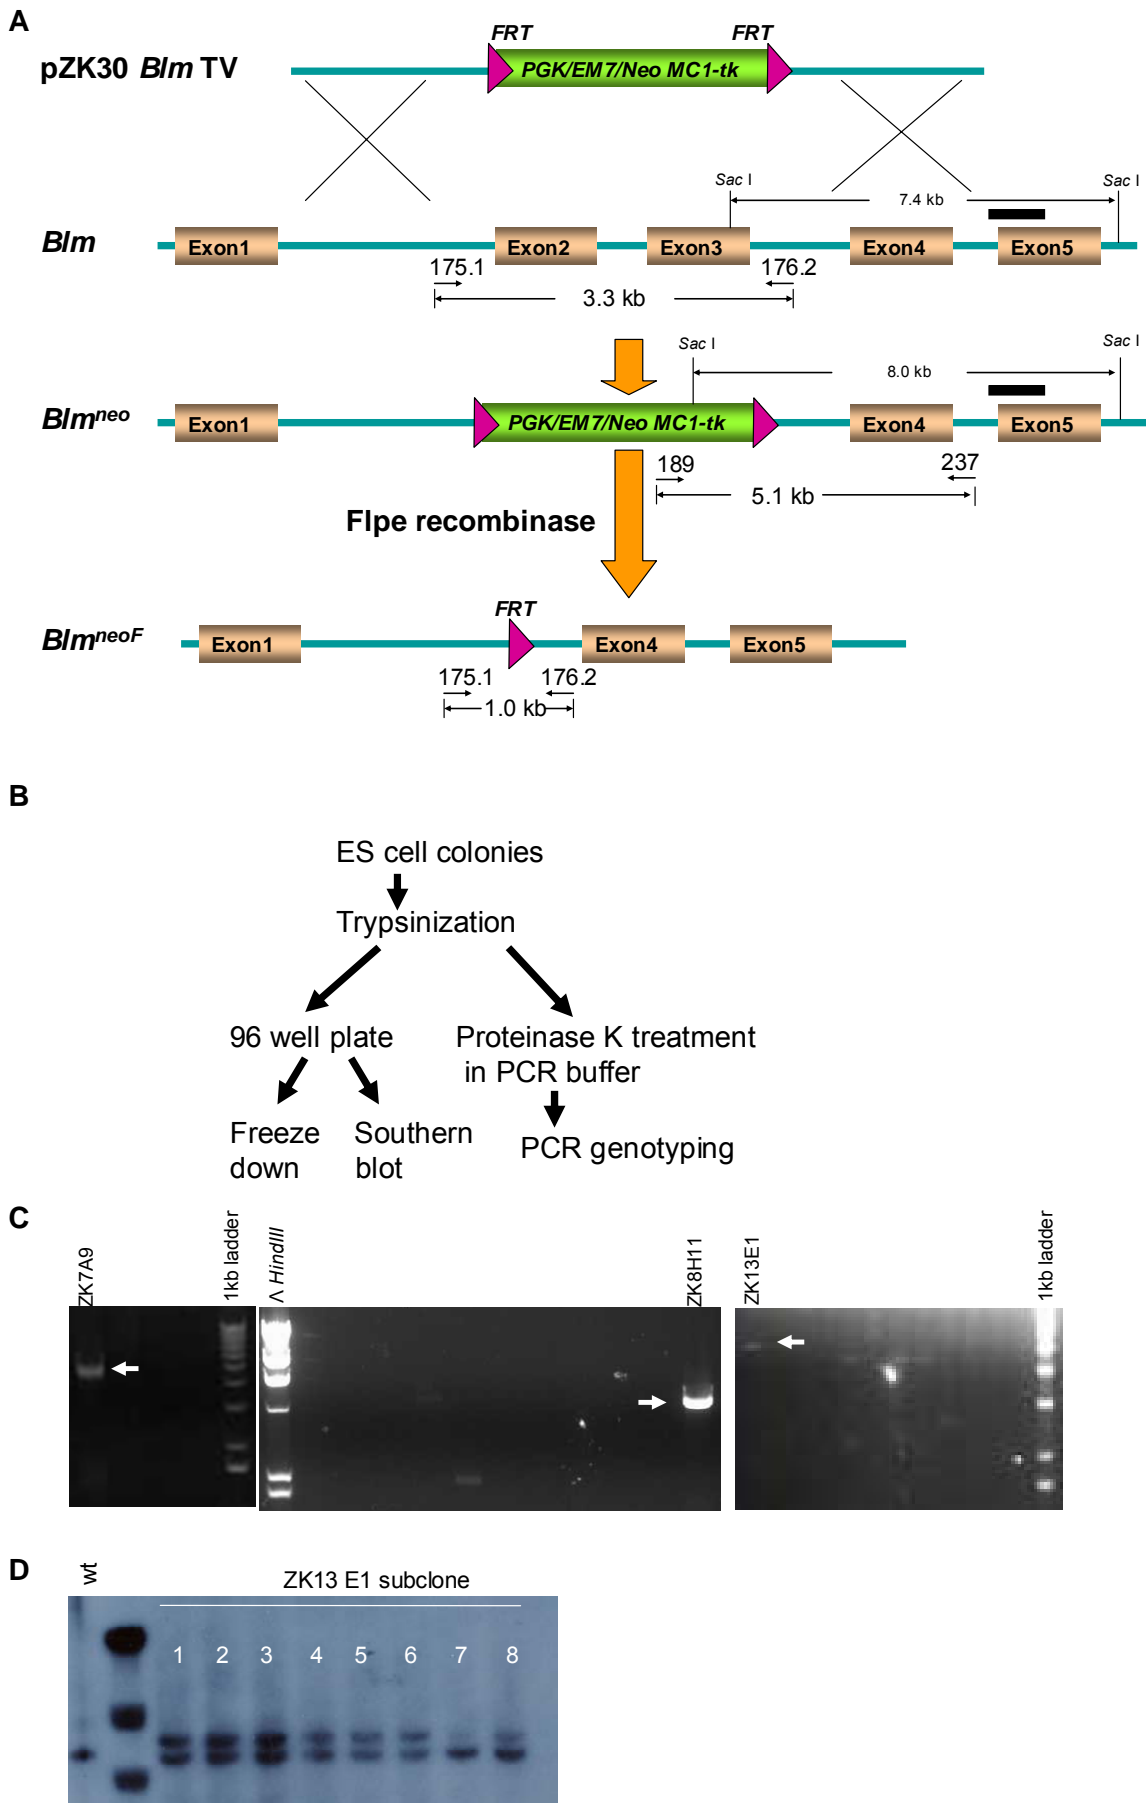 A
FRT FRT
pZK30 Blm TV
PGK/EM7/Neo MC1-tk
Sac I Sac I
7.4 kb
Blm
Exon1 Exon2 Exon3 Exon4 Exon5
175.1 176.2
3.3 kb
Sac I Sac I
8.0 kb
Blmneo
Exon1 PGK/EM7/Neo MC1-tk Exon4 Exon5
189 237
5.1 kb
Flpe recombinase
FRT
BlmneoF
Exon1 Exon4 Exon5
175.1 176.2
1.0 kb
B
ES cell colonies
Trypsinization
96 well plate
Proteinase K treatment
in PCR buffer
Freeze
down
Southern
blot
PCR genotyping
C
ZK7A9
1kb ladder
Λ HindIII
ZK8H11
ZK13E1
1kb ladder
D
wt
ZK13 E1 subclone
1 2 3 4 5 6 7 8